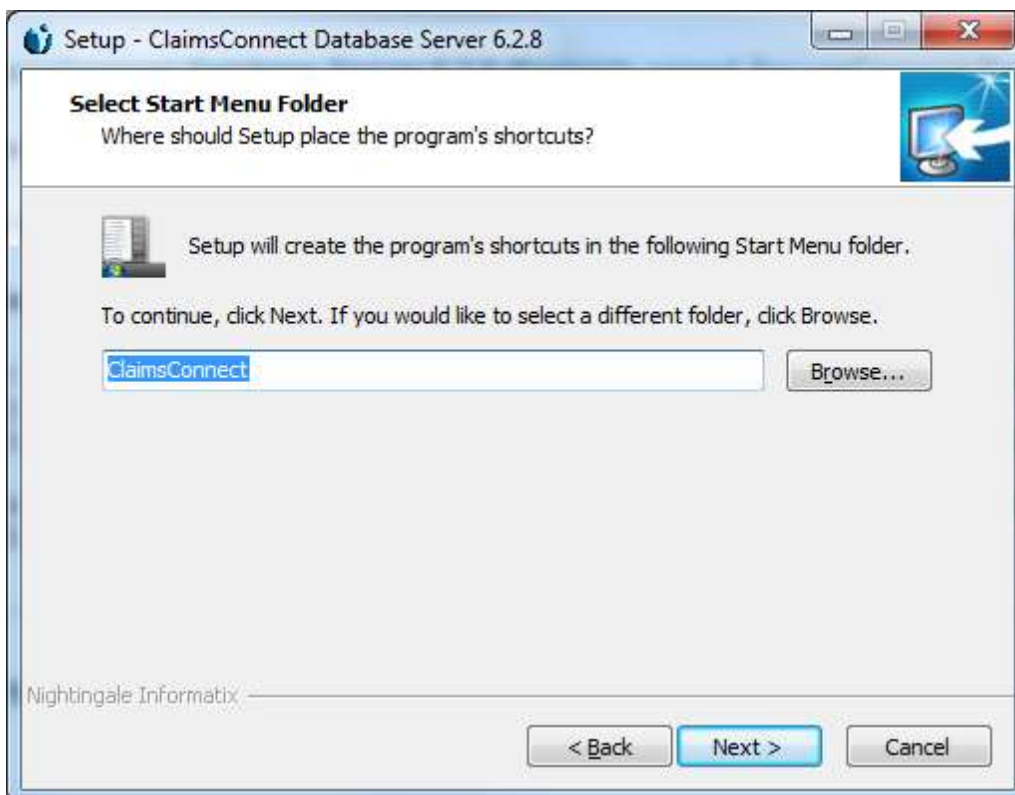 Setup - ClaimsConnect Database Server 6.2.8
Select Start Menu Folder
Where should Setup place the program's shortcuts?
Setup will create the program's shortcuts in the following Start Menu folder.
To continue, click Next. If you would like to select a different folder, click Browse.
ClaimsConnect
Browse...
Nightingale Informatix
< Back
Next >
Cancel